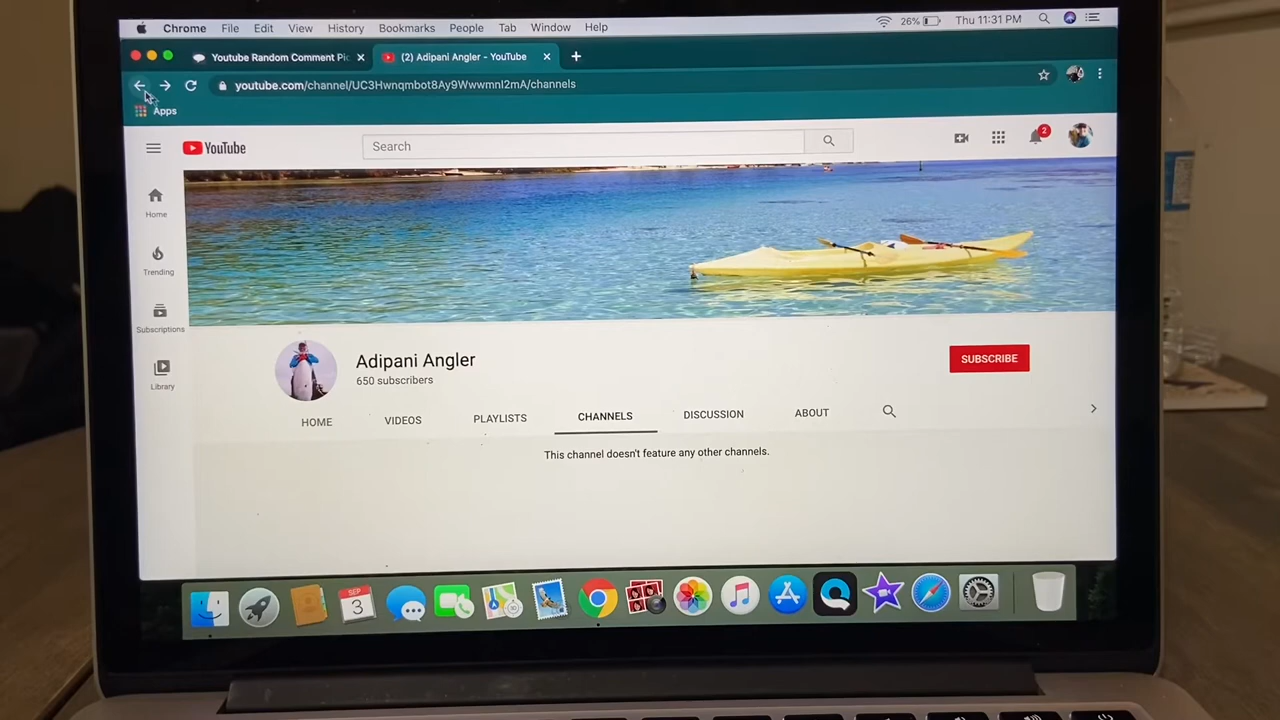 Chrome File Edit View History Bookmarks People Tab Window Help 26% Thu 11:31 PM
Youtube Random Comment Pic (2) Adipani Angler - YouTube
youtube.com/channel/UC3Hwnqmbot8Ay9WwwmnI2mA/channels
Apps
YouTube Search 2
Home
Trending
Subscriptions
Library
Adipani Angler
650 subscribers
SUBSCRIBE
HOME VIDEOS PLAYLISTS CHANNELS DISCUSSION ABOUT
This channel doesn't feature any other channels.
SEP
3